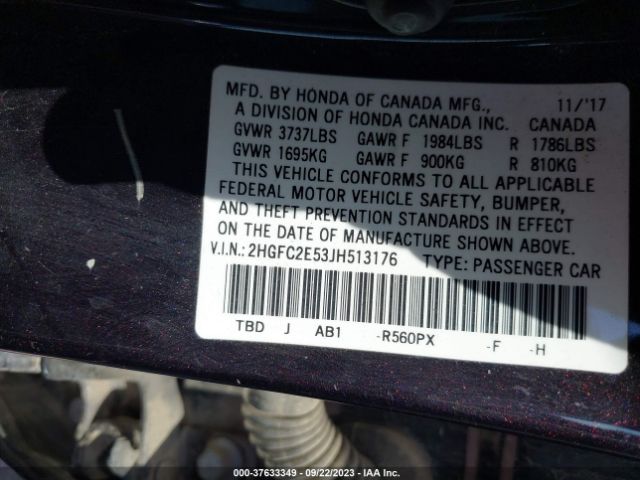 MFD. BY HONDA OF CANADA MFG., 11/'17
A DIVISION OF HONDA CANADA INC. CANADA
GVWR 3737LBS GAWR F 1984LBS R 1786LBS
GVWR 1695KG GAWR F 900KG R 810KG
THIS VEHICLE CONFORMS TO ALL APPLICABLE
FEDERAL MOTOR VEHICLE SAFETY, BUMPER,
AND THEFT PREVENTION STANDARDS IN EFFECT
ON THE DATE OF MANUFACTURE SHOWN ABOVE.
V.I.N.: 2HGFC2E53JH513176 TYPE: PASSENGER CAR
TBD J AB1 -R560PX -F -H
000-37633349 - 09/22/2023 - IAA Inc.